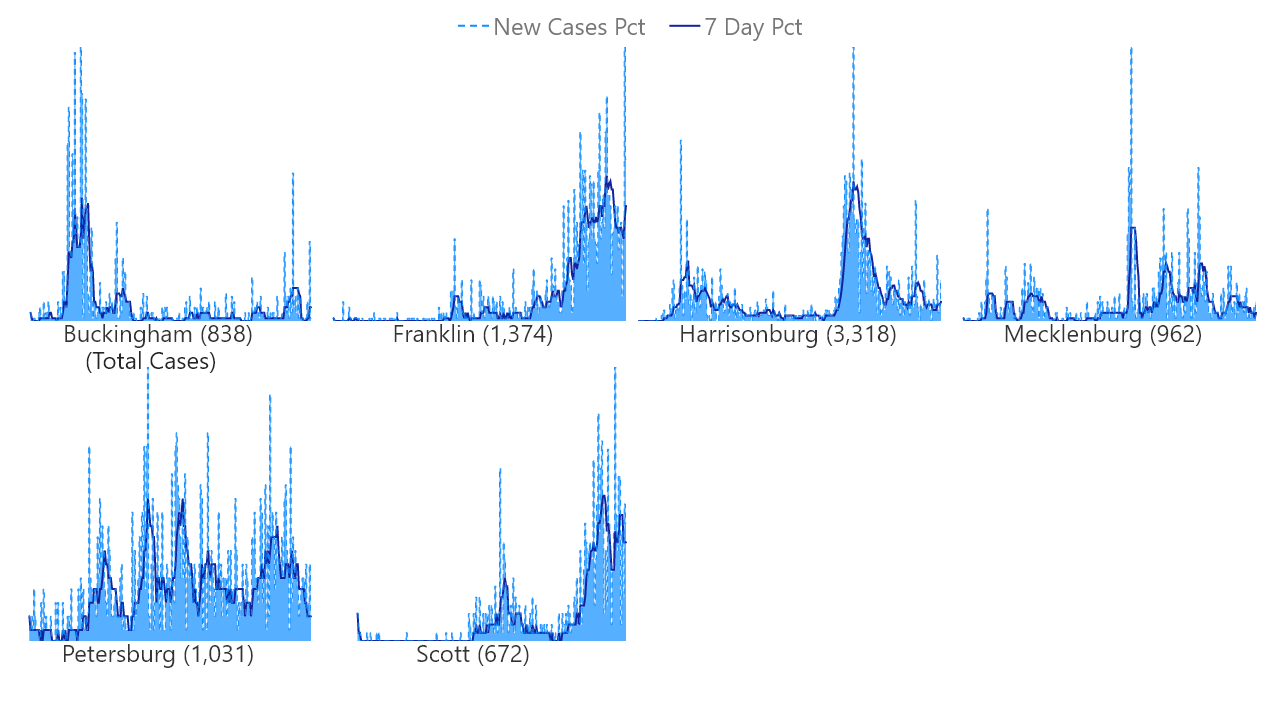 New Cases Pct 7 Day Pct
Buckingham (838) Franklin (1,374) Harrisonburg (3,318) Mecklenburg (962)
(Total Cases)
Petersburg (1,031) Scott (672)